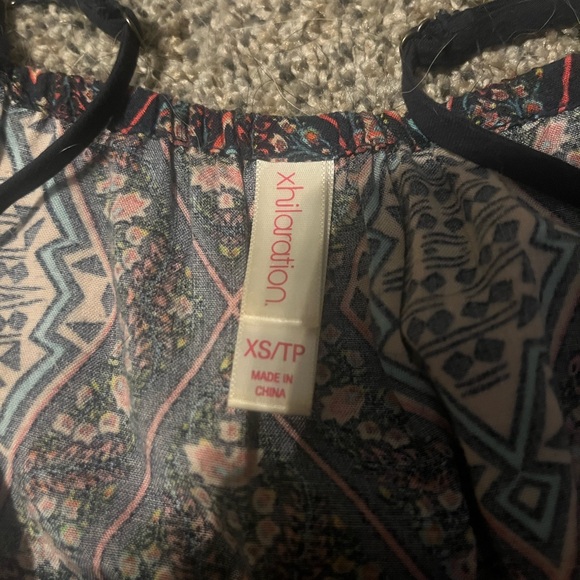 xhilaration.
XS/TP
MADE IN
CHINA